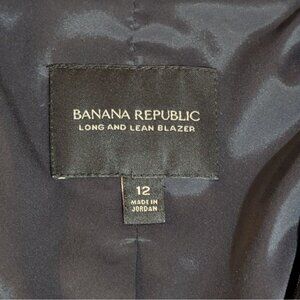 BANANA REPUBLIC
LONG AND LEAN BLAZER
12
MADE IN
JORDAN